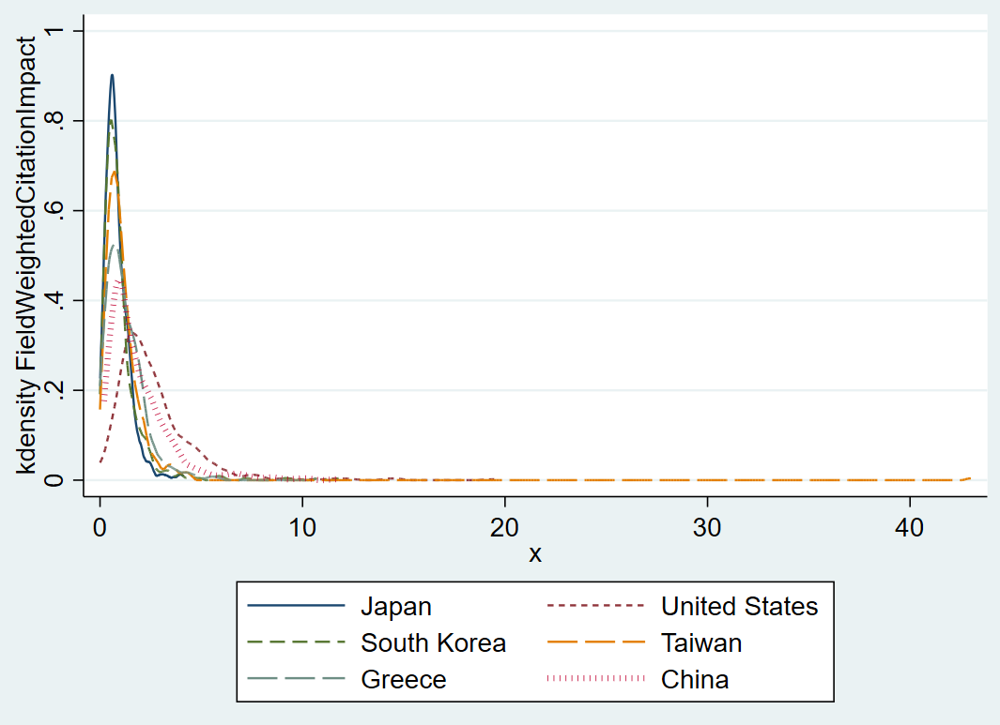 kdensity FieldWeightedCitationImpact
1
.8
.6
.4
.2
0
0 10 20 30 40
x
Japan United States
South Korea Taiwan
Greece China